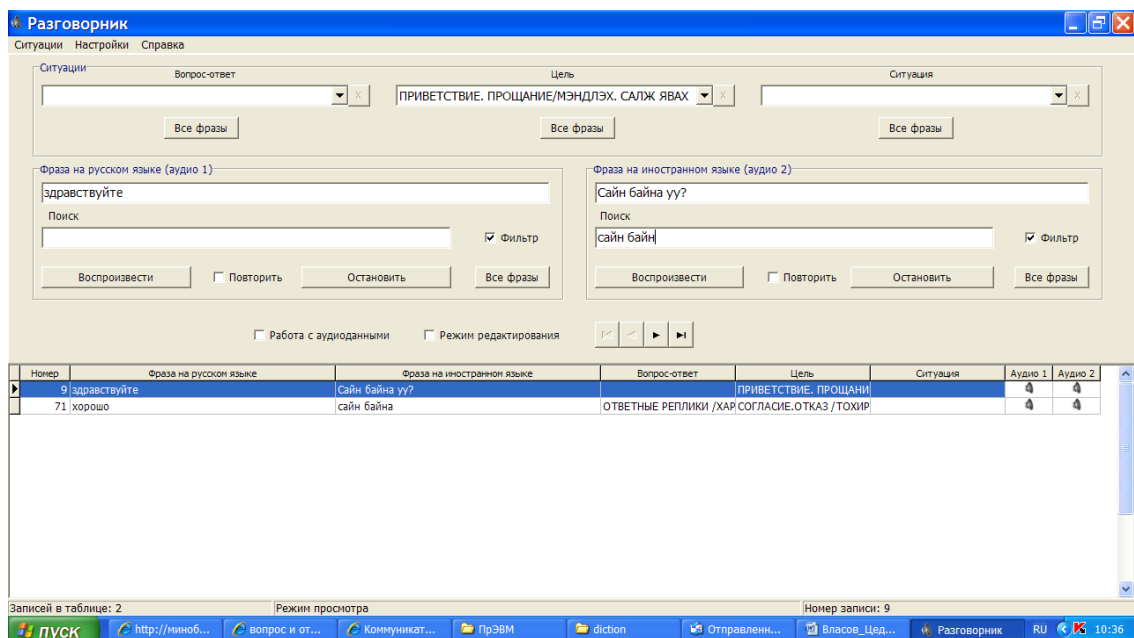 Разговорник
Ситуации Настройки Справка
Ситуации
Вопрос-ответ Цель Ситуация
ПРИВЕТСТВИЕ. ПРОЩАНИЕ/МЭНДЛЭХ. САЛЖ ЯВАХ
X X X
Все фразы Все фразы Все фразы
Фраза на русском языке (аудио 1) Фраза на иностранном языке (аудио 2)
здравствуйте Сайн байна уу?
Поиск Поиск
Фильтр сайн байн Фильтр
Воспроизвести Повторить Остановить Все фразы Воспроизвести Повторить Остановить Все фразы
Работа с аудиоданными Режим редактирования
Номер Фраза на русском языке Фраза на иностранном языке Вопрос-ответ Цель Ситуация Аудио 1 Аудио 2
9 здравствуйте Сайн байна уу? ПРИВЕТСТВИЕ. ПРОЩАНИ
71 хорошо сайн байна ОТВЕТНЫЕ РЕПЛИКИ /ХАР СОГЛАСИЕ.ОТКАЗ /ТОХИР
Записей в таблице: 2 Режим просмотра Номер записи: 9
пуск http://миноб... вопрос и от... Коммуникат... ПрЭВМ diction Отправленн... Власов_Цед... Разговорник RU 10:36